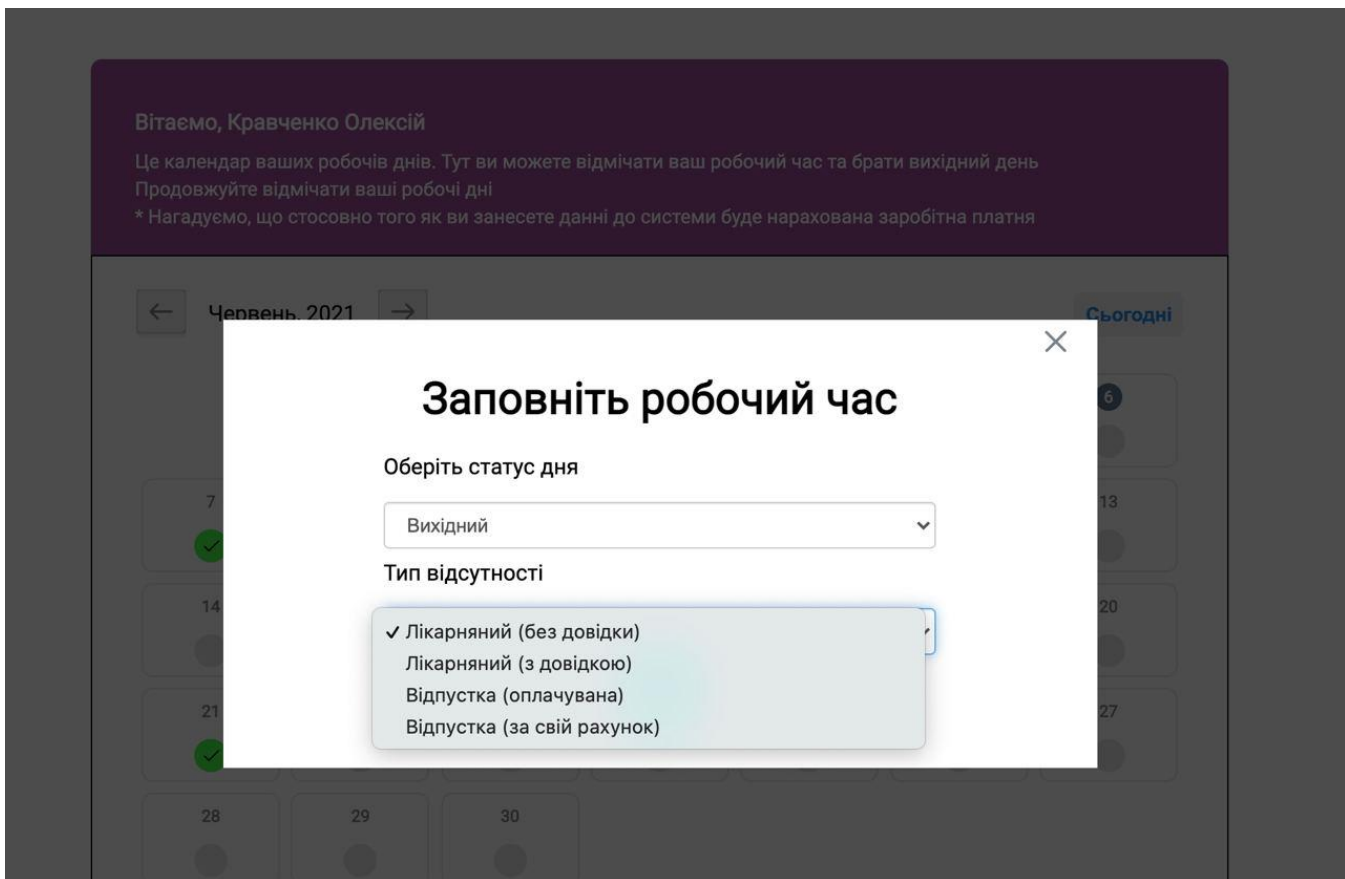 Вітаємо, Кравченко Олексій
Це календар ваших робочів днів. Тут ви можете відмічати ваш робочий час та брати вихідний день
Продовжуйте відмічати ваші робочі дні
* Нагадуємо, що стосовно того як ви занесете данні до системи буде нарахована заробітна платня
← Червень, 2021 → Сьогодні
Заповніть робочий час
6
Оберіть статус дня
7
13
Вихідний
Тип відсутності
14
20
✓ Лікарняний (без довідки)
Лікарняний (з довідкою)
Відпустка (оплачувана)
21
27
Відпустка (за свій рахунок)
28 29 30